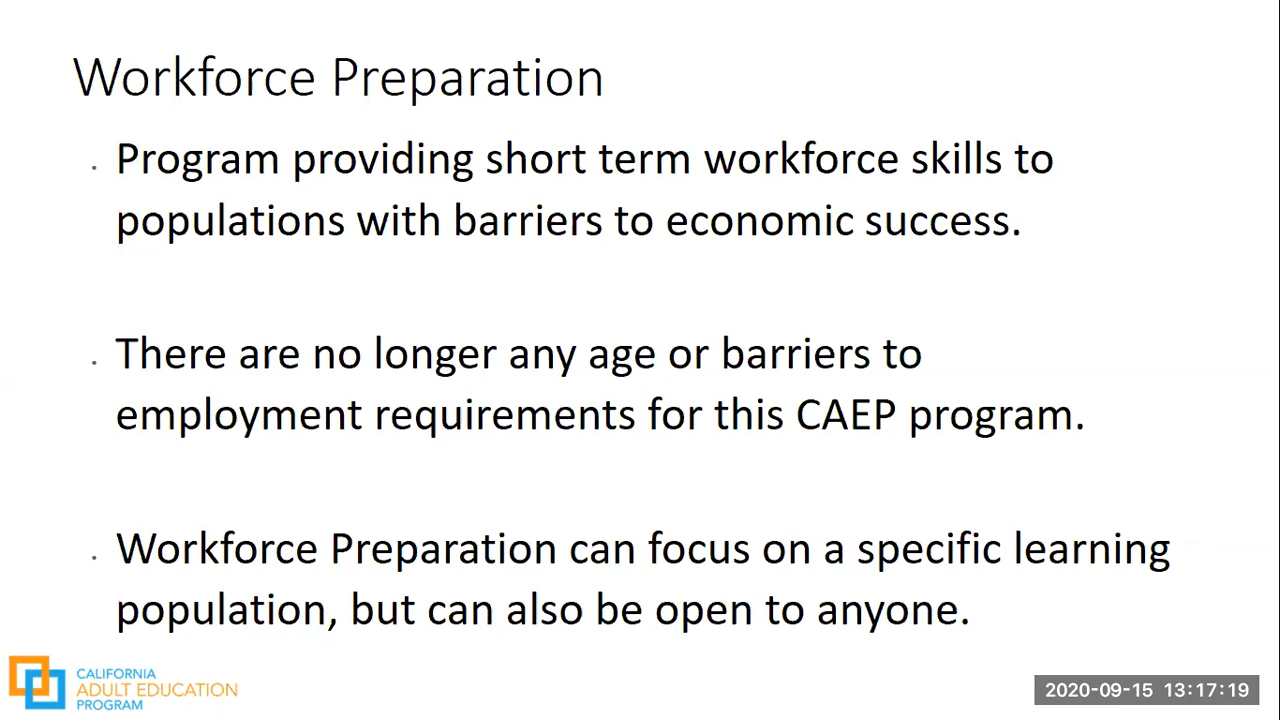 Workforce Preparation
· Program providing short term workforce skills to
populations with barriers to economic success.
· There are no longer any age or barriers to
employment requirements for this CAEP program.
· Workforce Preparation can focus on a specific learning
population, but can also be open to anyone.
CALIFORNIA
ADULT EDUCATION
PROGRAM
2020-09-15 13:17:19